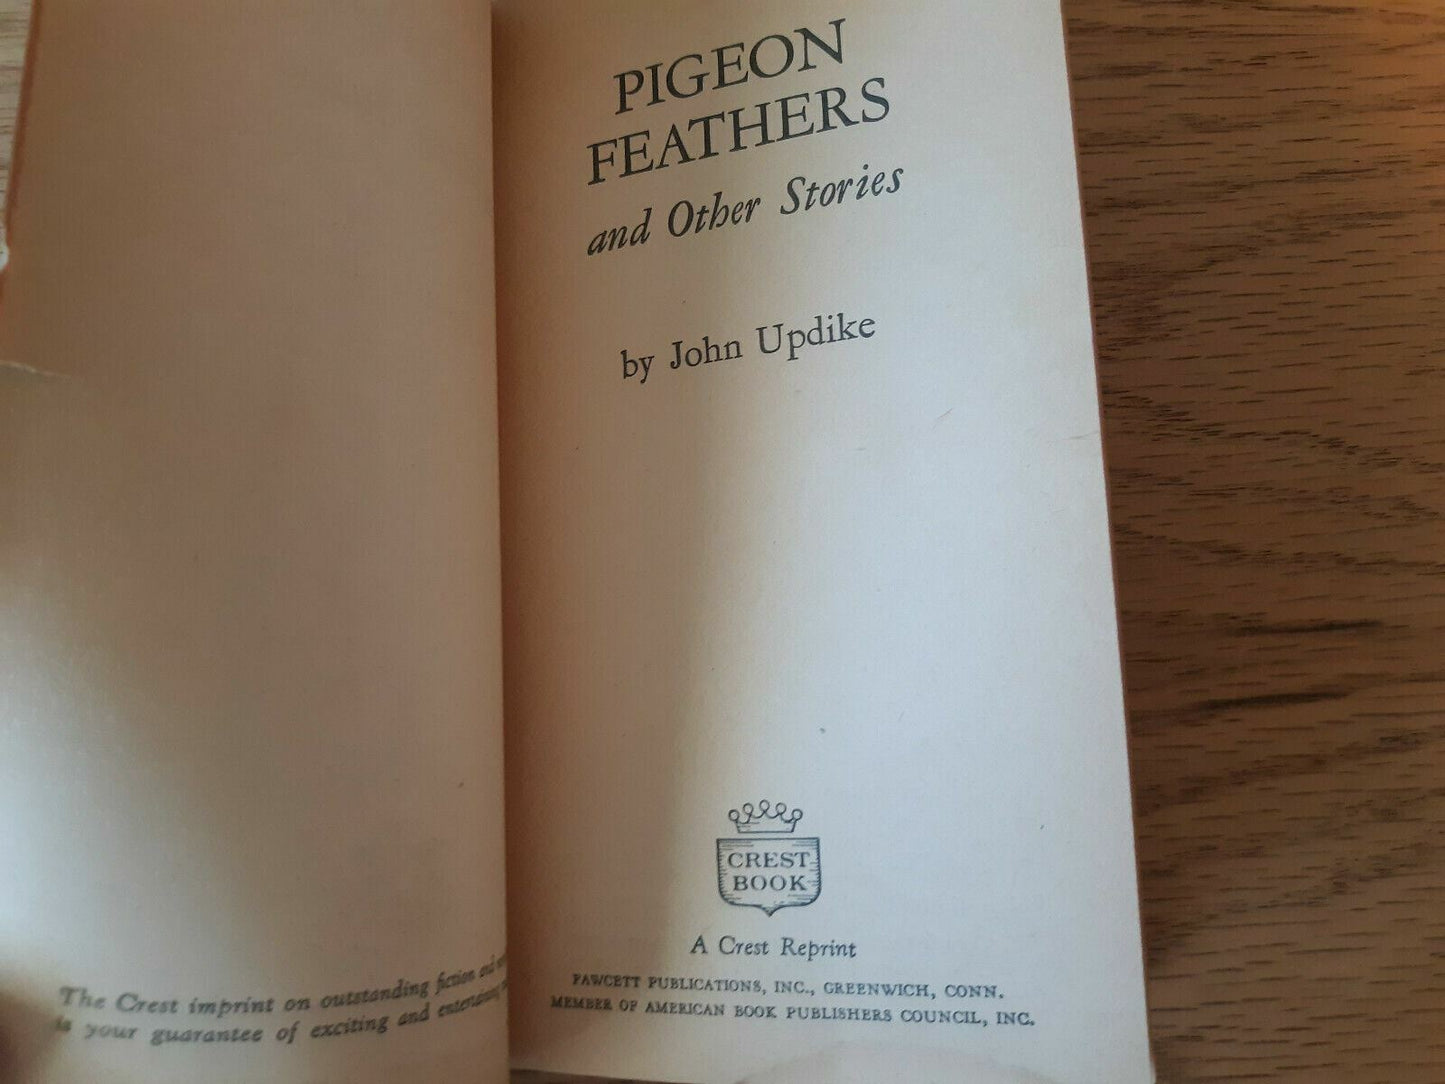 The Crest imprint on outstanding fiction and
is your guarantee of exciting and entertaining
PIGEON
FEATHERS
and Other Stories
by John Updike
CREST
BOOK
A Crest Reprint
FAWCETT PUBLICATIONS, INC., GREENWICH, CONN.
MEMBER OF AMERICAN BOOK PUBLISHERS COUNCIL, INC.